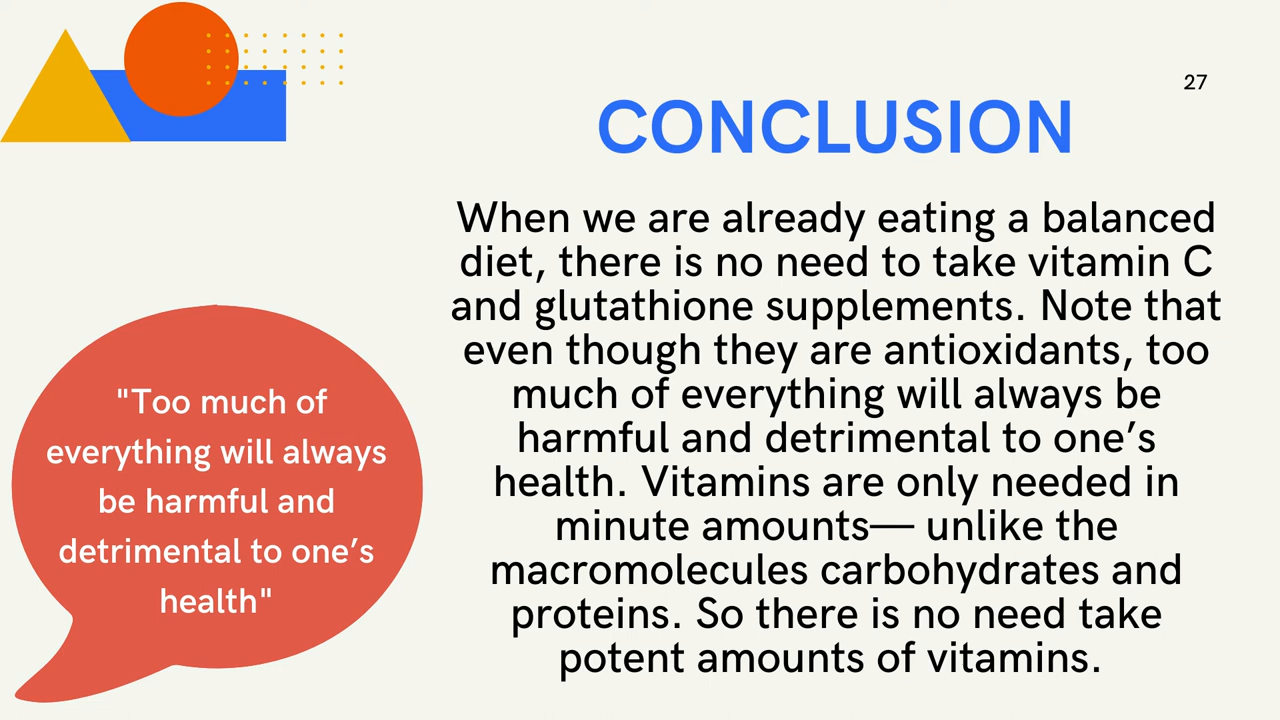 27
CONCLUSION
When we are already eating a balanced
diet, there is no need to take vitamin C
and glutathione supplements. Note that
even though they are antioxidants, too
much of everything will always be
harmful and detrimental to one’s
health. Vitamins are only needed in
minute amounts— unlike the
macromolecules carbohydrates and
proteins. So there is no need take
potent amounts of vitamins.
"Too much of
everything will always
be harmful and
detrimental to one’s
health"